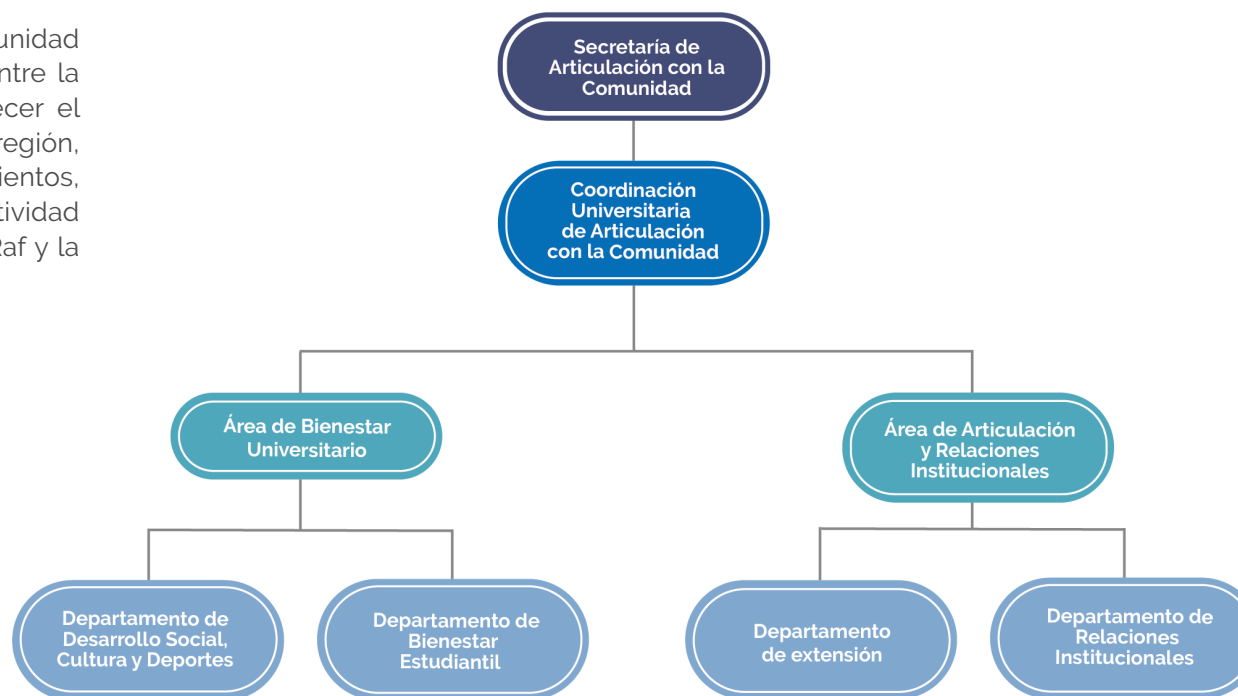 unidad
ntre la
ecer el
región,
ientos,
tividad
Raf y la
Secretaría de
Articulación con la
Comunidad
Coordinación
Universitaria
de Articulación
con la Comunidad
Área de Bienestar
Universitario
Área de Articulación
y Relaciones
Institucionales
Departamento de
Desarrollo Social,
Cultura y Deportes
Departamento de
Bienestar
Estudiantil
Departamento
de extensión
Departamento de
Relaciones
Institucionales